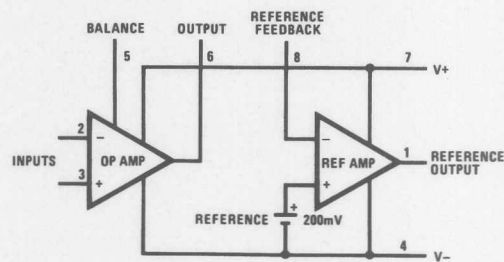 BALANCE
5
OUTPUT
6
REFERENCE
FEEDBACK
8
7
V+
2
−
OP AMP
INPUTS
3
+
−
REF AMP
+
1
REFERENCE
OUTPUT
REFERENCE
+
200mV
4
V−